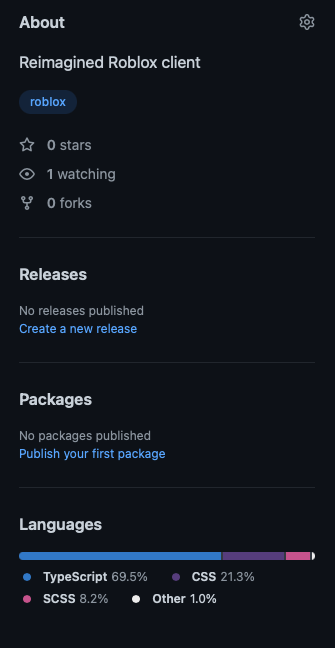 About
Reimagined Roblox client
roblox
0 stars
1 watching
0 forks
Releases
No releases published
Create a new release
Packages
No packages published
Publish your first package
Languages
TypeScript 69.5% CSS 21.3%
SCSS 8.2% Other 1.0%